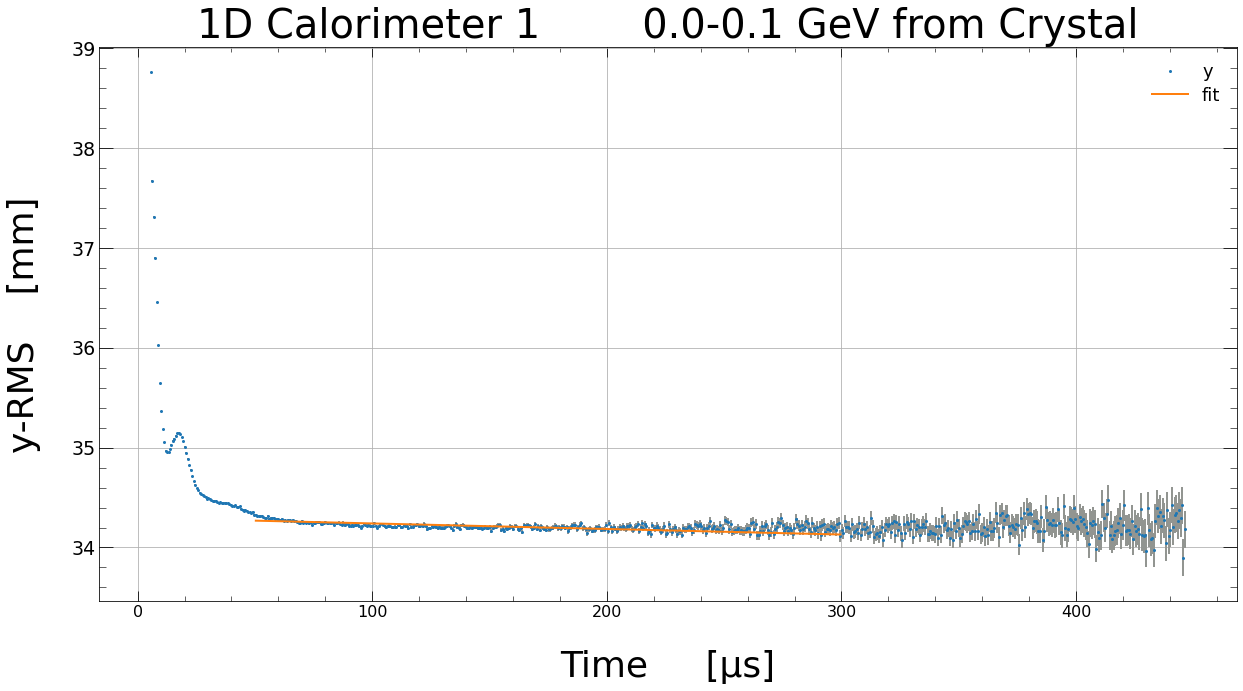 1D Calorimeter 1 0.0-0.1 GeV from Crystal
y
fit
39
38
37
36
35
34
y-RMS [mm]
0 100 200 300 400
Time [µs]